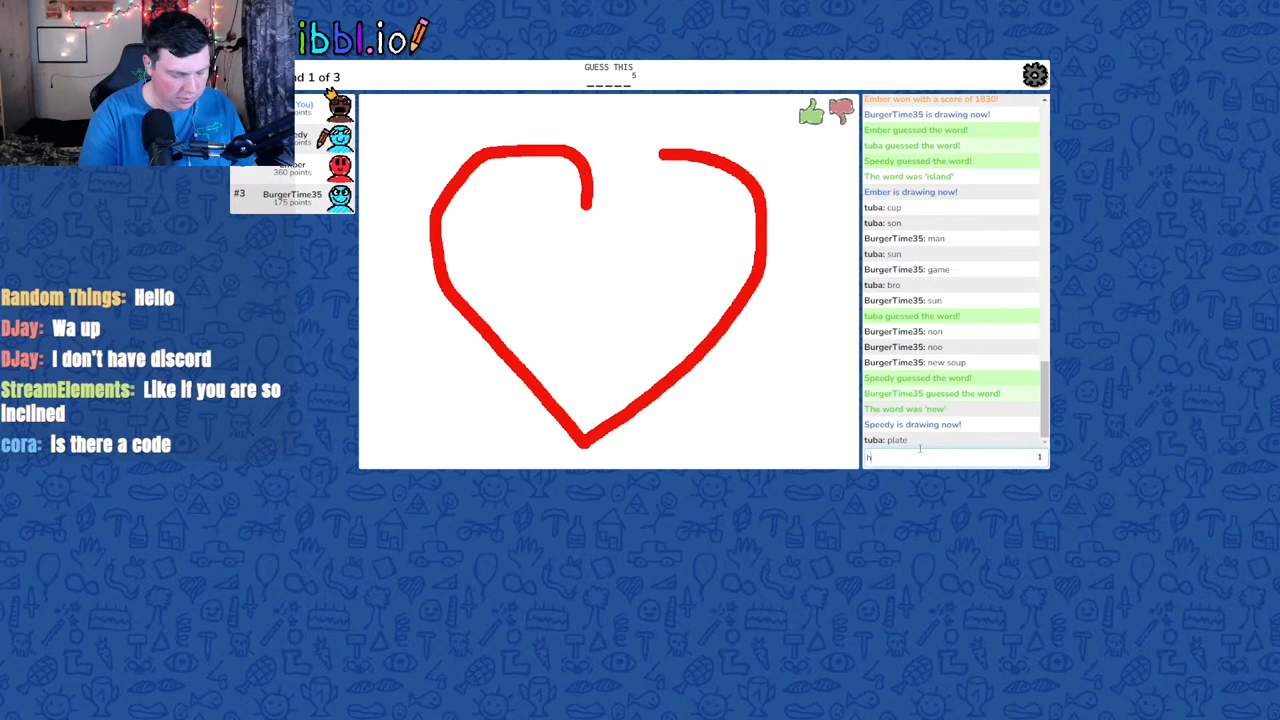 ibbl.io
nd 1 of 3
GUESS THIS
5
_____
You)
points
edy
points
Ember
360 points
#3 BurgerTime35
175 points
Ember won with a score of 1830!
BurgerTime35 is drawing now!
Ember guessed the word!
tuba guessed the word!
Speedy guessed the word!
The word was 'island'
Ember is drawing now!
tuba: cup
tuba: son
BurgerTime35: man
tuba: sun
BurgerTime35: game
tuba: bro
BurgerTime35: sun
tuba guessed the word!
BurgerTime35: non
BurgerTime35: noo
BurgerTime35: new soup
Speedy guessed the word!
BurgerTime35 guessed the word!
The word was 'new'
Speedy is drawing now!
tuba: plate
h 1
Random Things: Hello
DJay: Wa up
DJay: I don't have discord
StreamElements: Like if you are so
inclined
cora: Is there a code